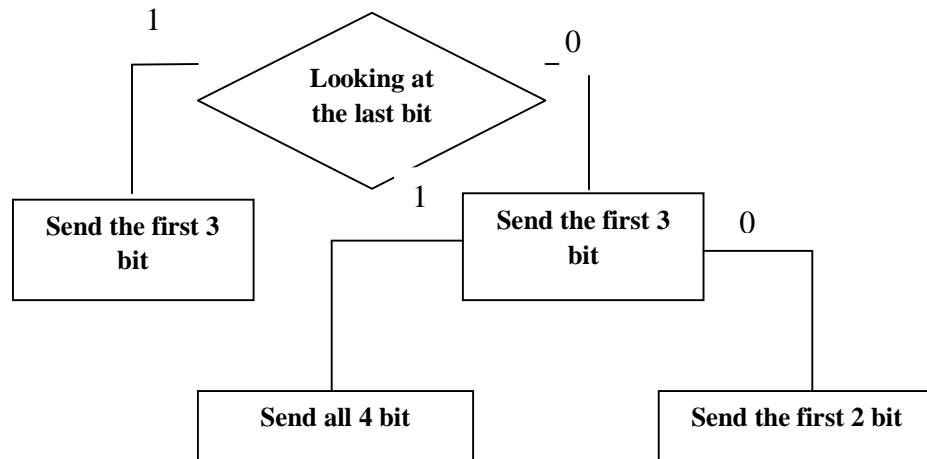 1
0
Looking at
the last bit
1
Send the first 3
bit
Send the first 3
bit
0
Send all 4 bit
Send the first 2 bit